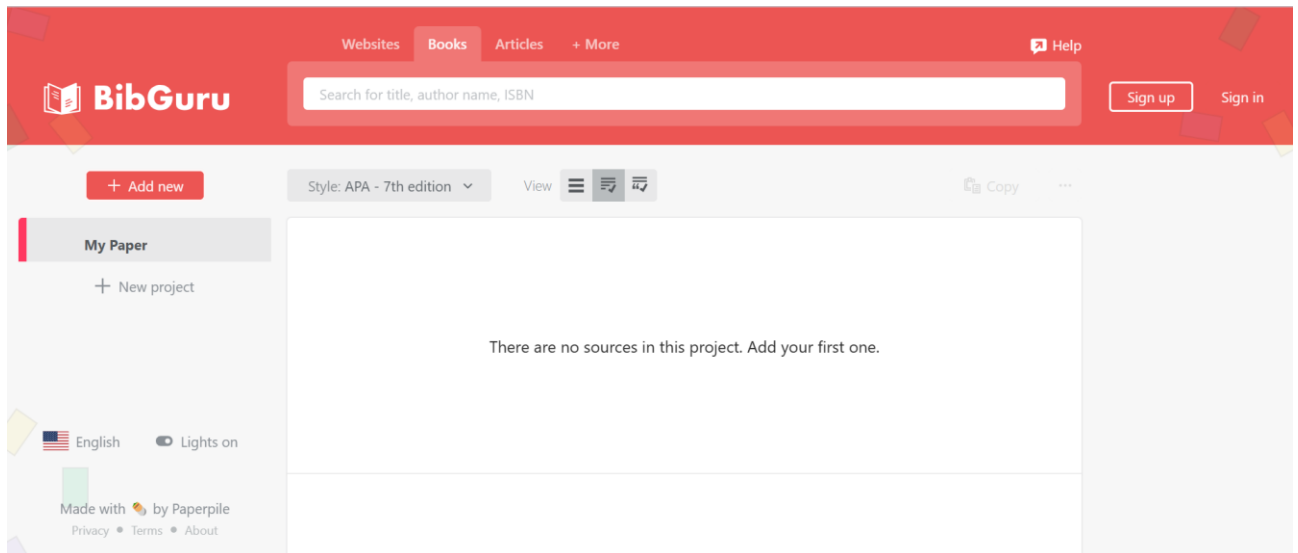 Websites Books Articles + More Help
BibGuru
Search for title, author name, ISBN
Sign up Sign in
+ Add new
Style: APA - 7th edition
View
Copy ...
My Paper
+ New project
There are no sources in this project. Add your first one.
English Lights on
Made with by Paperpile
Privacy • Terms • About